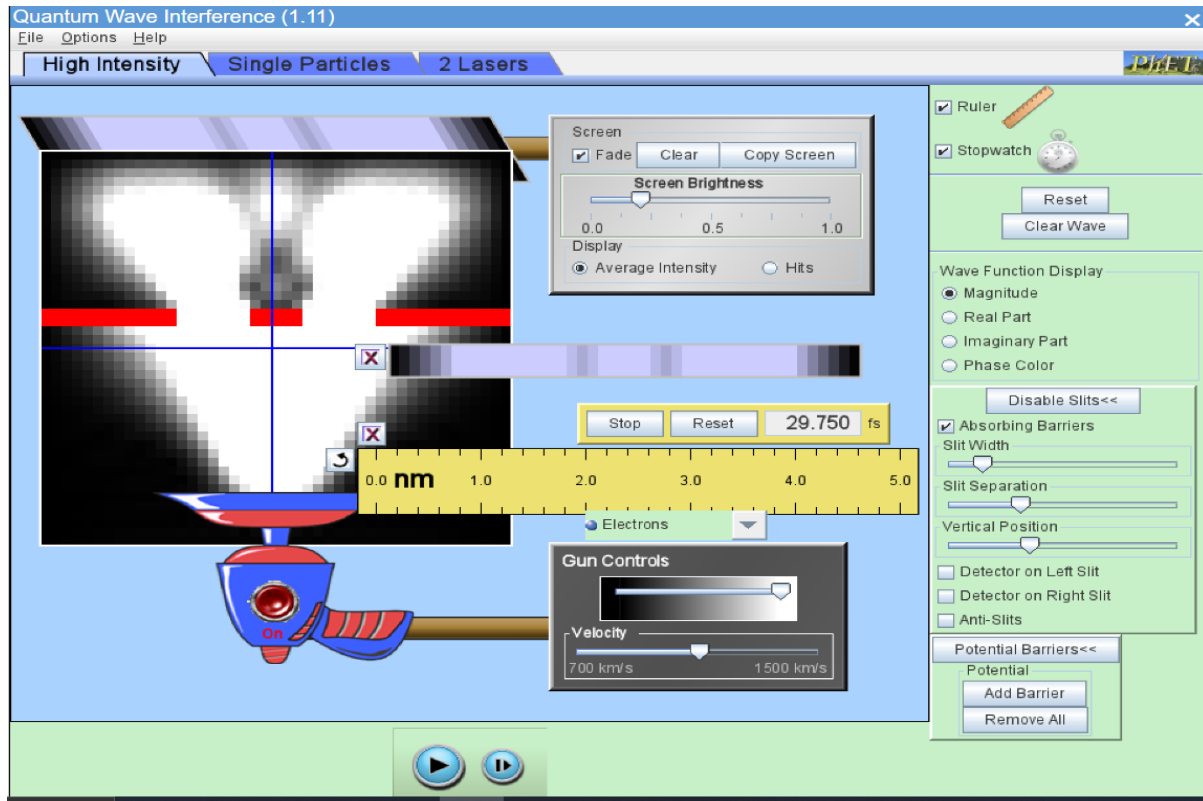 Quantum Wave Interference (1.11)
File Options Help
High Intensity Single Particles 2 Lasers
PhET
Screen
Fade Clear Copy Screen
Screen Brightness
0.0 0.5 1.0
Display
Average Intensity Hits
Stop Reset 29.750 fs
0.0 nm 1.0 2.0 3.0 4.0 5.0
Electrons
Gun Controls
On
Velocity
700 km/s 1500 km/s
Ruler
Stopwatch
Reset
Clear Wave
Wave Function Display
Magnitude
Real Part
Imaginary Part
Phase Color
Disable Slits<<
Absorbing Barriers
Slit Width
Slit Separation
Vertical Position
Detector on Left Slit
Detector on Right Slit
Anti-Slits
Potential Barriers<<
Potential
Add Barrier
Remove All